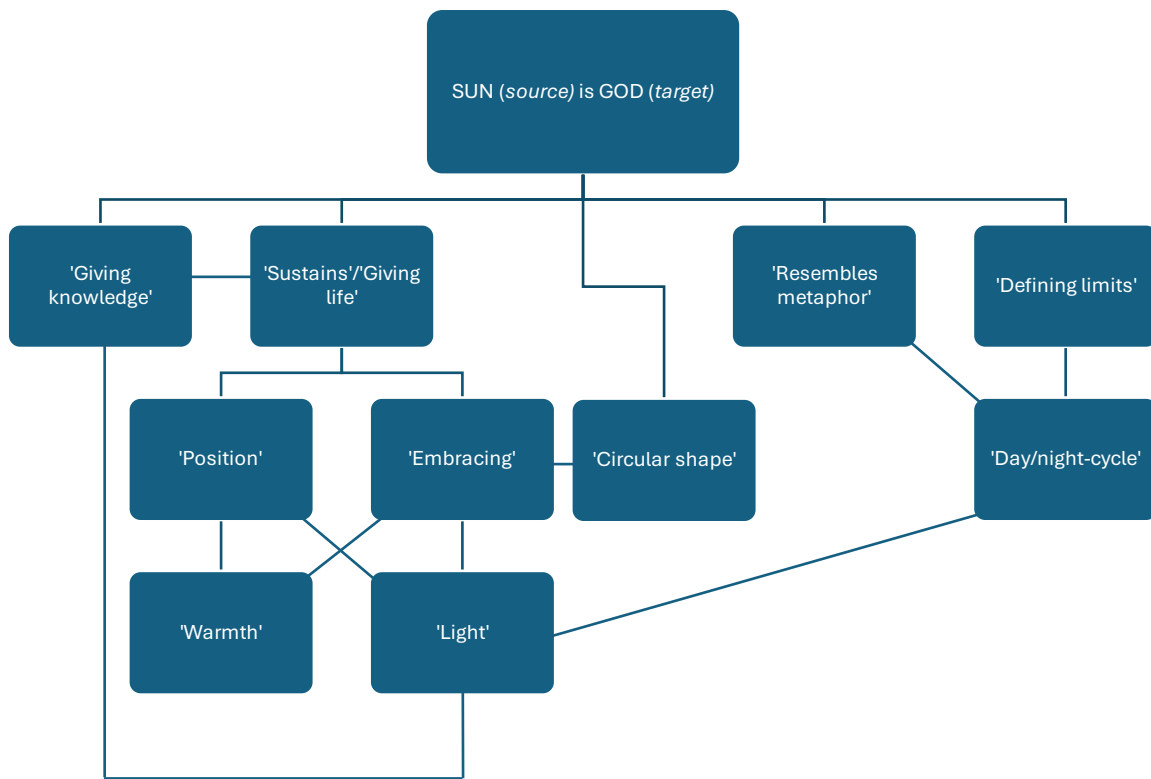 SUN (source) is GOD (target)
'Giving
knowledge'
'Sustains'/'Giving
life'
'Resembles
metaphor'
'Defining limits'
'Position'
'Embracing'
'Circular shape'
'Day/night-cycle'
'Warmth'
'Light'